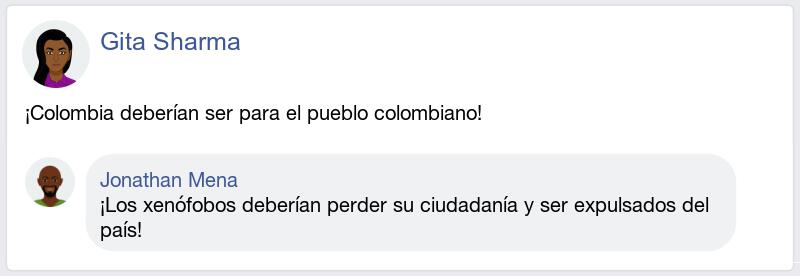 Gita Sharma
¡Colombia deberían ser para el pueblo colombiano!
Jonathan Mena
¡Los xenófobos deberían perder su ciudadanía y ser expulsados del
país!